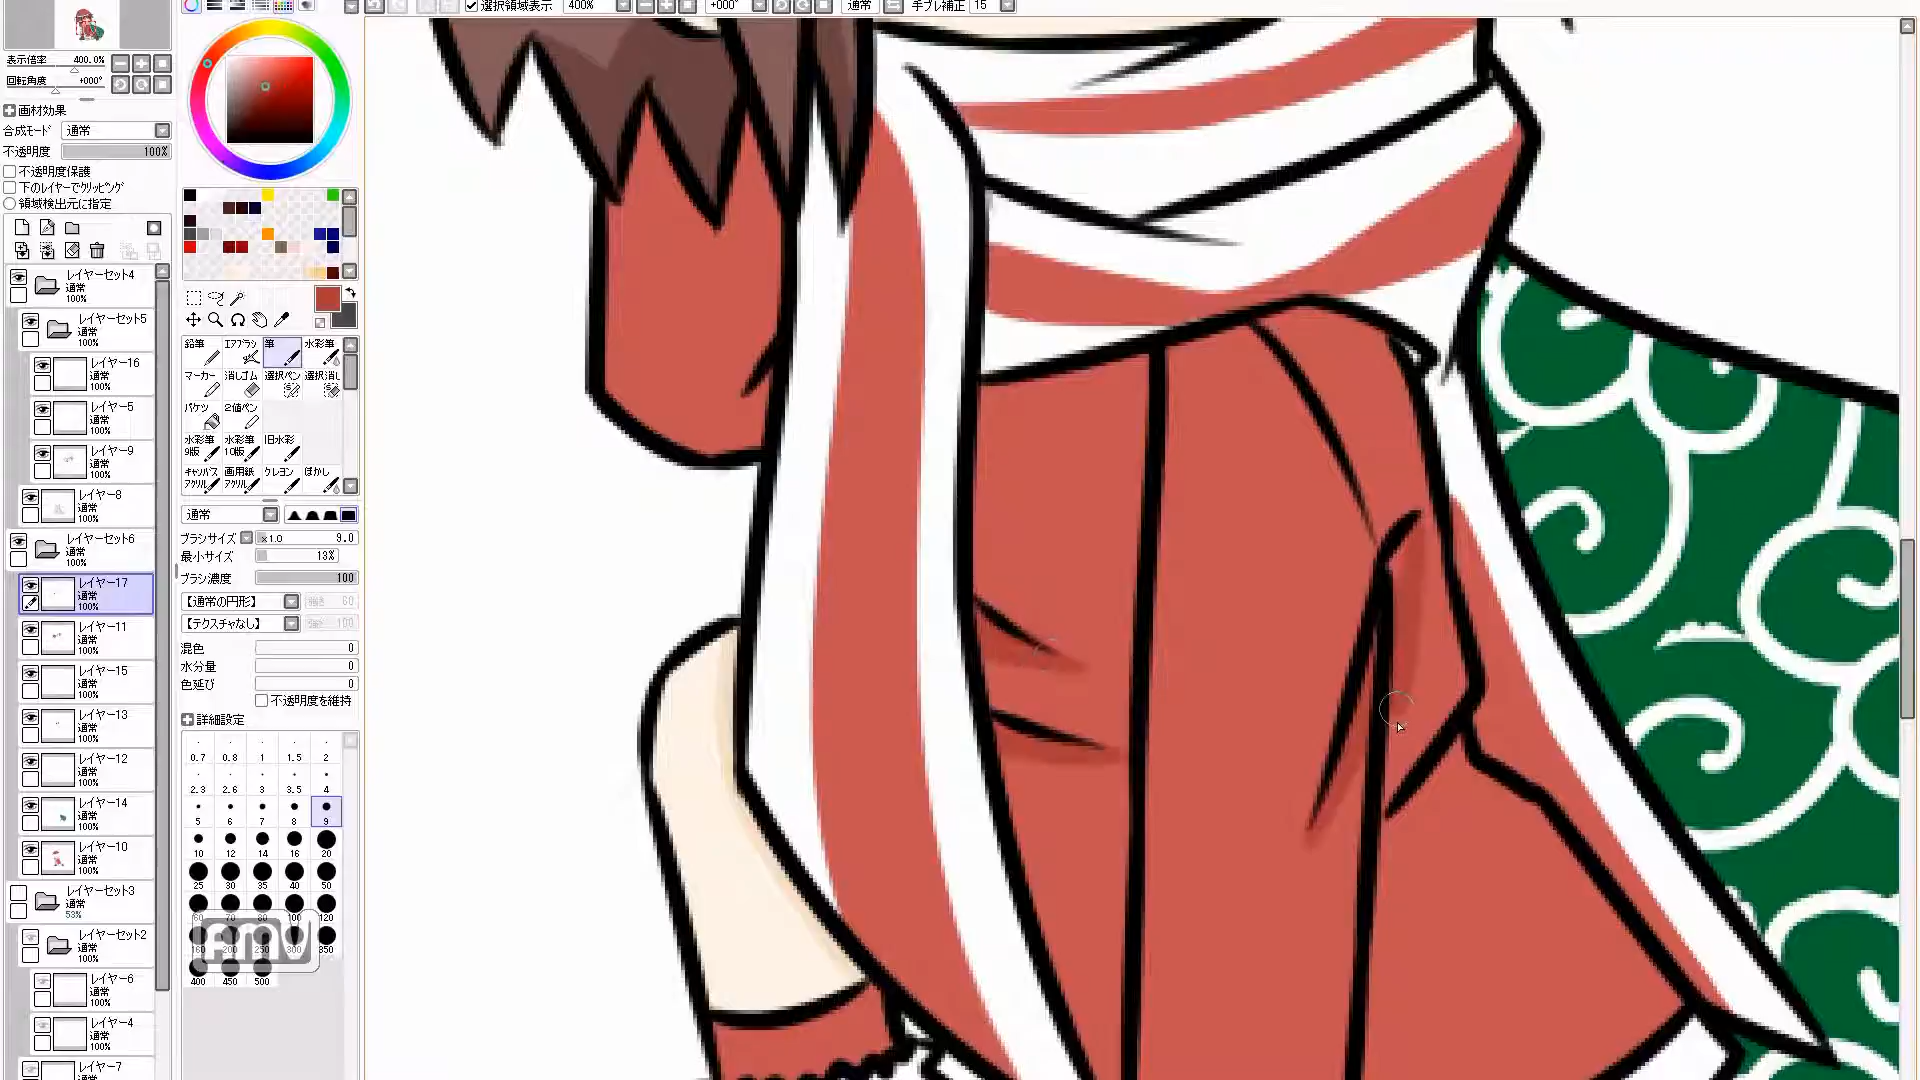 選択領域表示 400% +000° 通常 手ブレ補正 15
表示倍率 400.0%
回転角度 +000°
画材効果
合成モード 通常
不透明度 100%
不透明度保護
下のレイヤーでクリッピング
領域検出元に指定
レイヤーセット4
通常
100%
レイヤーセット5
通常
100%
レイヤー16
通常
100%
レイヤー5
通常
100%
レイヤー9
通常
100%
レイヤー8
通常
100%
レイヤーセット6
通常
100%
レイヤー17
通常
100%
レイヤー11
通常
100%
レイヤー15
通常
100%
レイヤー13
通常
100%
レイヤー12
通常
100%
レイヤー14
通常
100%
レイヤー10
通常
100%
レイヤーセット3
通常
53%
レイヤーセット2
通常
100%
レイヤー6
通常
100%
レイヤー4
通常
100%
レイヤー7
通常
鉛筆 エアブラシ 筆 水彩筆
マーカー 消しゴム 選択ペン 選択消し
バケツ 2値ペン
水彩筆 水彩筆 旧水彩
9版 10版
キャンバス 画用紙 クレヨン ぼかし
アクリル アクリル
通常
ブラシサイズ x1.0 9.0
最小サイズ 13%
ブラシ濃度 100
【通常の円形】 強さ 60
【テクスチャなし】 強さ 100
混色 0
水分量 0
色延び 0
不透明度を維持
詳細設定
0.7 0.8 1 1.5 2
2.3 2.6 3 3.5 4
5 6 7 8 9
10 12 14 16 20
25 30 35 40 50
60 70 80 100 120
160 200 250 300 350
400 450 500
AMV